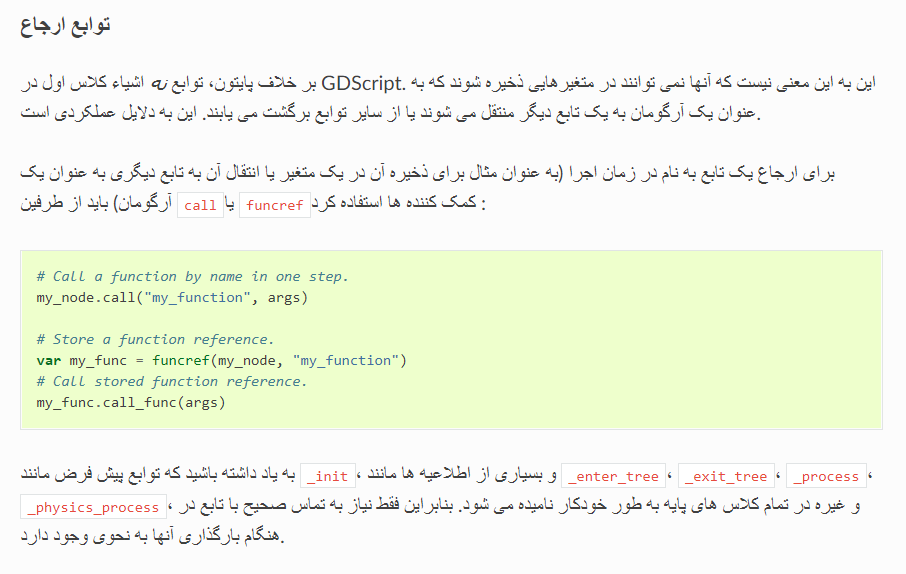 توابع ارجاع
بر خلاف پایتون، توابع نه اشیاء کلاس اول در GDScript. این به این معنی نیست که آنها نمی توانند در متغیرهایی ذخیره شوند که به
عنوان یک آرگومان به یک تابع دیگر منتقل می شوند یا از سایر توابع برگشت می یابند. این به دلایل عملکردی است.
برای ارجاع یک تابع به نام در زمان اجرا (به عنوان مثال برای ذخیره آن در یک متغیر یا انتقال آن به تابع دیگری به عنوان یک
آرگومان) باید از طرفین call یا funcref کمک کننده ها استفاده کرد :
# Call a function by name in one step.
my_node.call("my_function", args)
# Store a function reference.
var my_func = funcref(my_node, "my_function")
# Call stored function reference.
my_func.call_func(args)
به یاد داشته باشید که توابع پیش فرض مانند _init، و بسیاری از اطلاعیه ها مانند _enter_tree، _exit_tree، _process،
_physics_process، و غیره در تمام کلاس های پایه به طور خودکار نامیده می شود. بنابراین فقط نیاز به تماس صحیح با تابع در
هنگام بارگذاری آنها به نحوی وجود دارد.